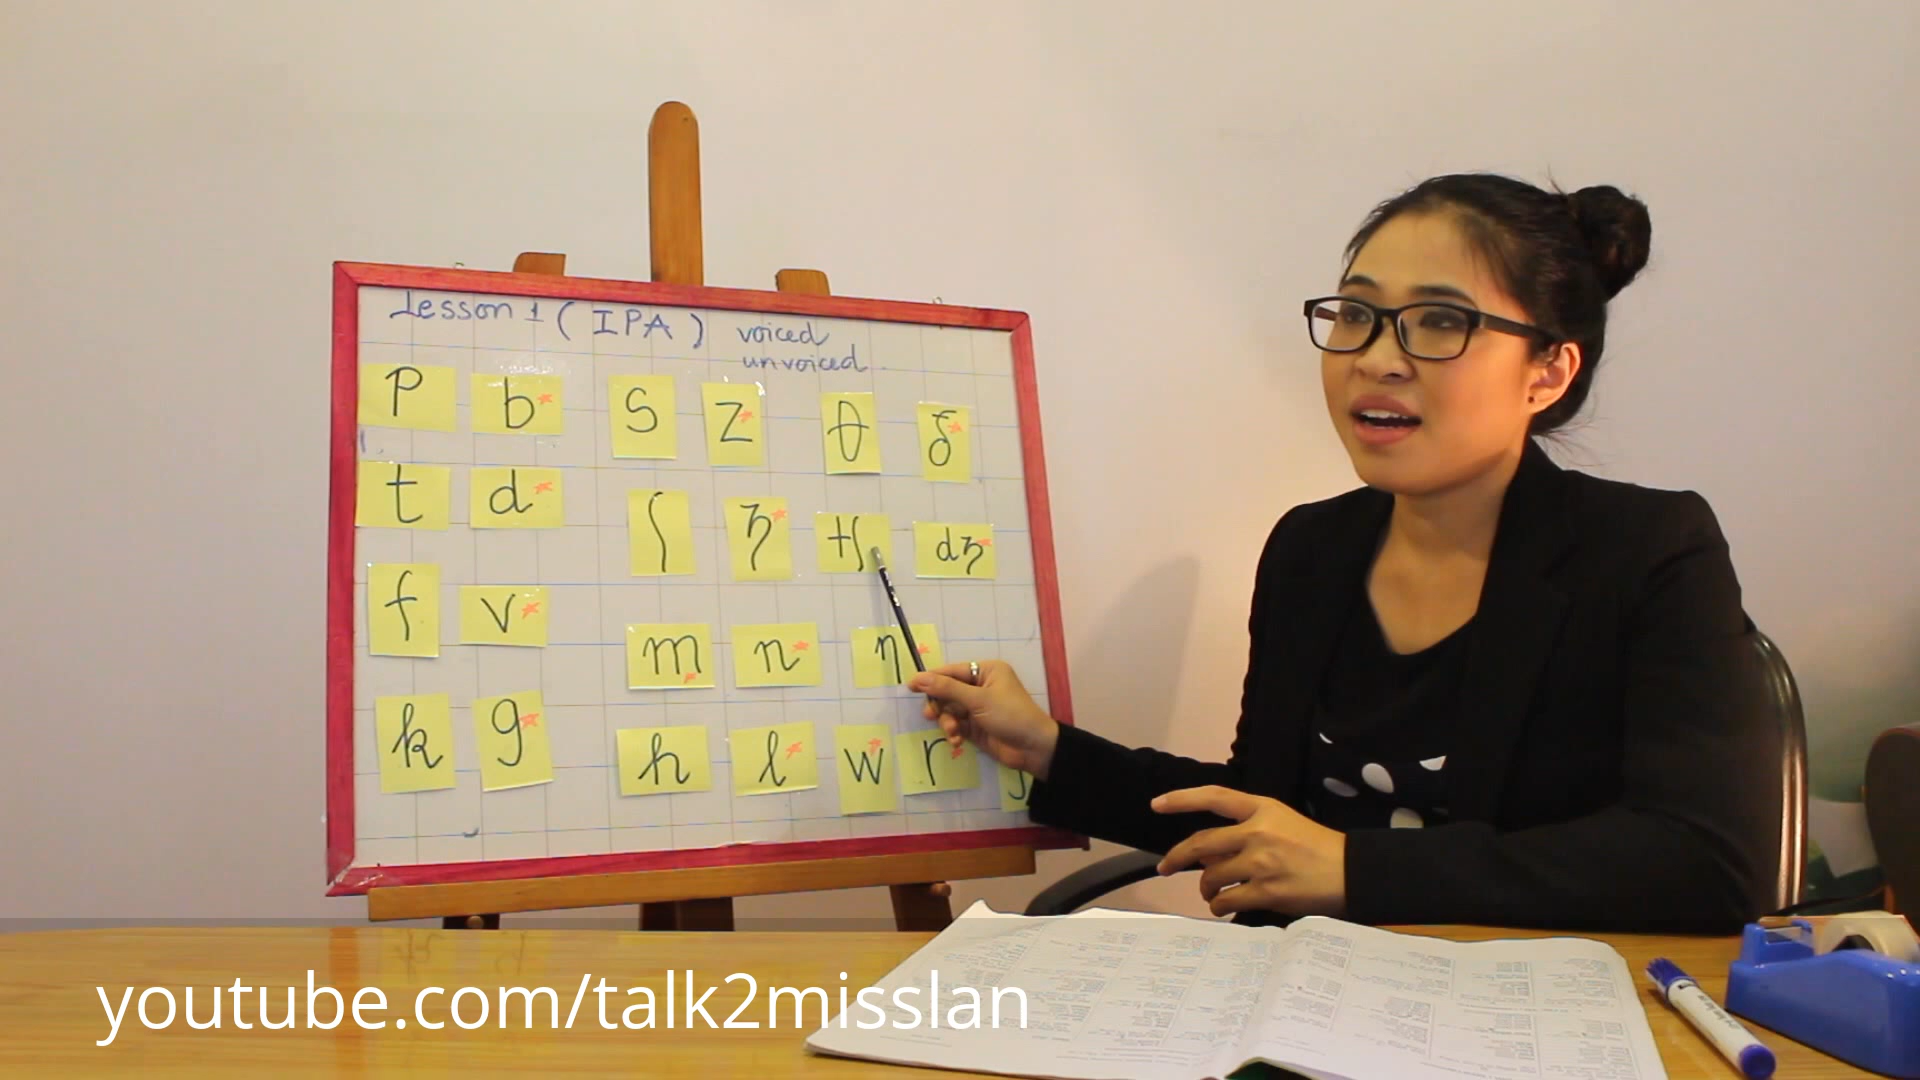 Lesson 1 ( IPA ) voiced
unvoiced
p b s z θ ð
t d ʃ ʒ tʃ dʒ
f v m n ŋ
k g h l w r j
youtube.com/talk2misslan